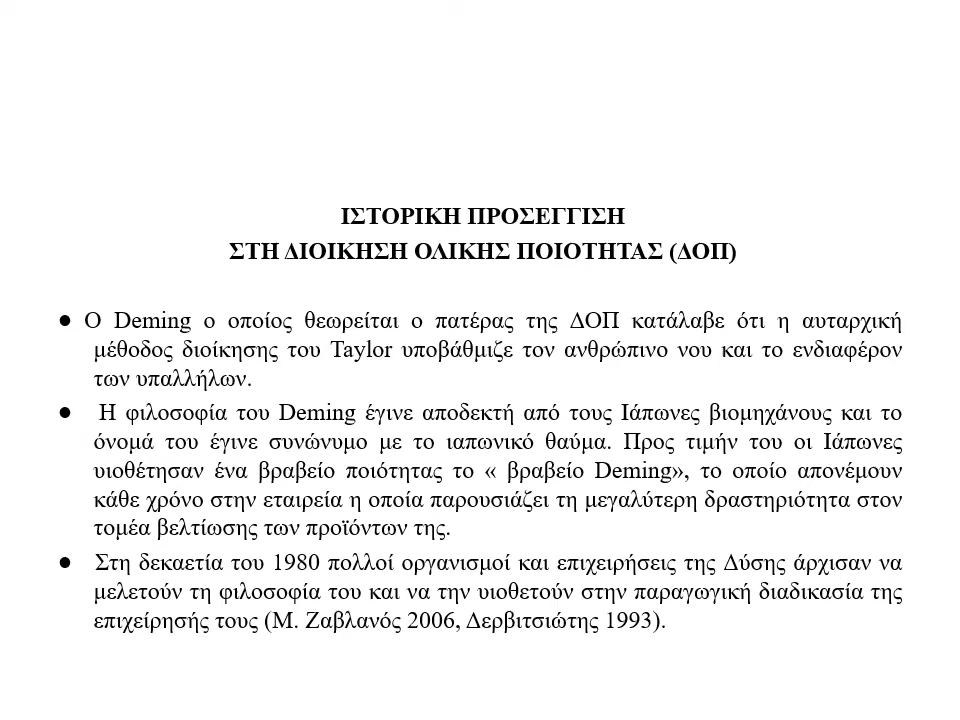 ΙΣΤΟΡΙΚΗ ΠΡΟΣΕΓΓΙΣΗ
ΣΤΗ ΔΙΟΙΚΗΣΗ ΟΛΙΚΗΣ ΠΟΙΟΤΗΤΑΣ (ΔΟΠ)
● Ο Deming ο οποίος θεωρείται ο πατέρας της ΔΟΠ κατάλαβε ότι η αυταρχική
μέθοδος διοίκησης του Taylor υποβάθμιζε τον ανθρώπινο νου και το ενδιαφέρον
των υπαλλήλων.
● Η φιλοσοφία του Deming έγινε αποδεκτή από τους Ιάπωνες βιομηχάνους και το
όνομά του έγινε συνώνυμο με το ιαπωνικό θαύμα. Προς τιμήν του οι Ιάπωνες
υιοθέτησαν ένα βραβείο ποιότητας το « βραβείο Deming», το οποίο απονέμουν
κάθε χρόνο στην εταιρεία η οποία παρουσιάζει τη μεγαλύτερη δραστηριότητα στον
τομέα βελτίωσης των προϊόντων της.
● Στη δεκαετία του 1980 πολλοί οργανισμοί και επιχειρήσεις της Δύσης άρχισαν να
μελετούν τη φιλοσοφία του και να την υιοθετούν στην παραγωγική διαδικασία της
επιχείρησής τους (Μ. Ζαβλανός 2006, Δερβιτσιώτης 1993).